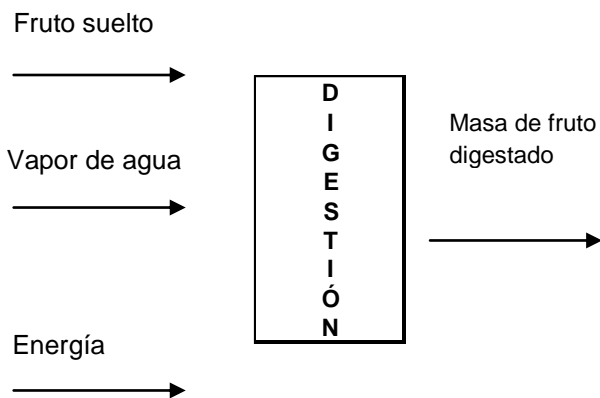 Fruto suelto
Vapor de agua
Energía
D
I
G
E
S
T
I
Ó
N
Masa de fruto
digestado